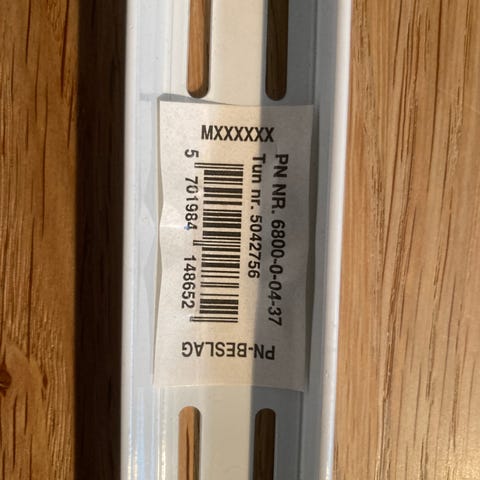 MXXXXXX
PN NR. 6800-0-04-37
Tun nr. 5042756
5 701984 148652
PN-BESLAG